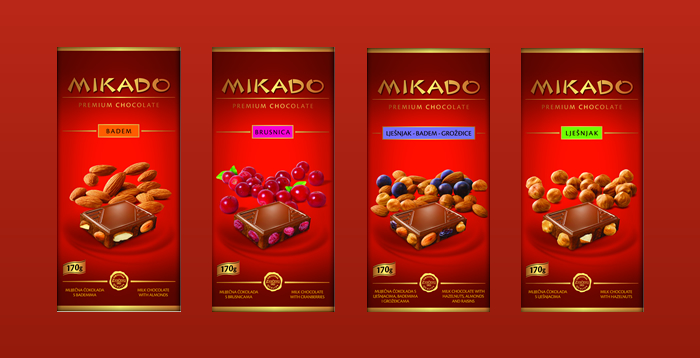 MIKADO
PREMIUM CHOCOLATE
BADEM
170g
MLIJEČNA ČOKOLADA
S BADEMIMA
MILK CHOCOLATE
WITH ALMONDS
MIKADO
PREMIUM CHOCOLATE
BRUSNICA
170g
MLIJEČNA ČOKOLADA
S BRUSNICAMA
MILK CHOCOLATE
WITH CRANBERRIES
MIKADO
PREMIUM CHOCOLATE
LJEŠNJAK - BADEM - GROŽĐICE
170g
MLIJEČNA ČOKOLADA S
LJEŠNJACIMA, BADEMIMA
I GROŽĐICAMA
MILK CHOCOLATE WITH
HAZELNUTS, ALMONDS
AND RAISINS
MIKADO
PREMIUM CHOCOLATE
LJEŠNJAK
170g
MLIJEČNA ČOKOLADA
S LJEŠNJACIMA
MILK CHOCOLATE
WITH HAZELNUTS